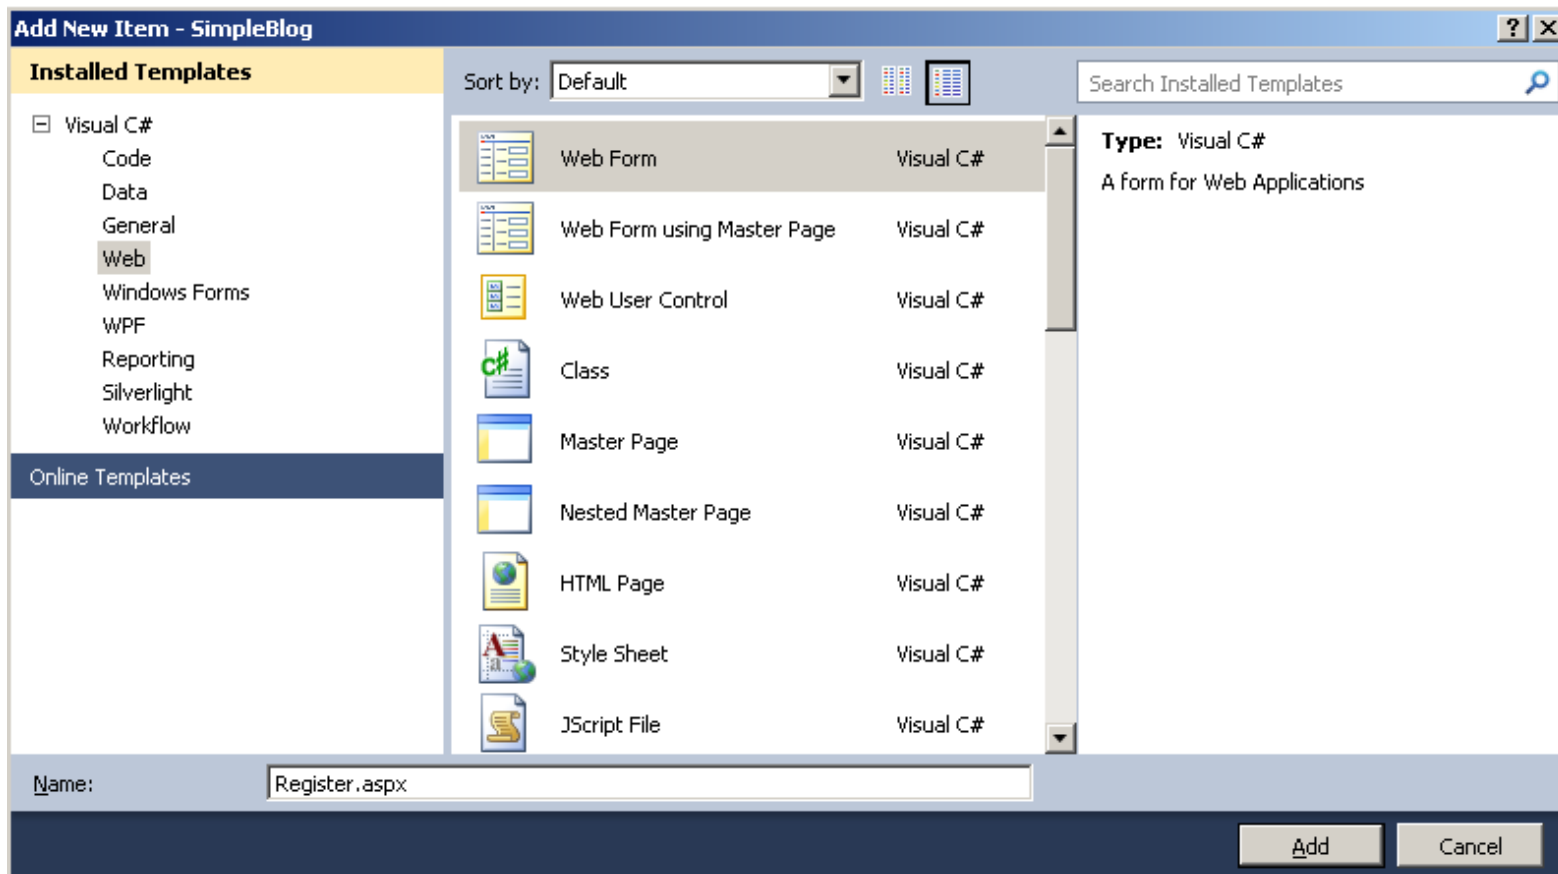 Add New Item - SimpleBlog
Installed Templates
Sort by: Default
Search Installed Templates
Visual C#
Code
Data
General
Web
Windows Forms
WPF
Reporting
Silverlight
Workflow
Online Templates
Web Form Visual C#
Web Form using Master Page Visual C#
Web User Control Visual C#
Class Visual C#
Master Page Visual C#
Nested Master Page Visual C#
HTML Page Visual C#
Style Sheet Visual C#
JScript File Visual C#
Type: Visual C#
A form for Web Applications
Name: Register.aspx
Add Cancel